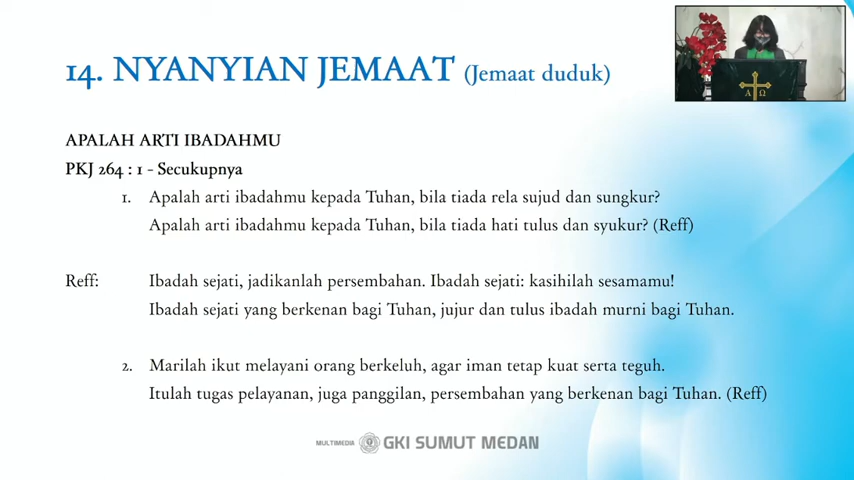 14. NYANYIAN JEMAAT (Jemaat duduk)
APALAH ARTI IBADAHMU
PKJ 264 : 1 - Secukupnya
1. Apalah arti ibadahmu kepada Tuhan, bila tiada rela sujud dan sungkur?
Apalah arti ibadahmu kepada Tuhan, bila tiada hati tulus dan syukur? (Reff)
Reff: Ibadah sejati, jadikanlah persembahan. Ibadah sejati: kasihilah sesamamu!
Ibadah sejati yang berkenan bagi Tuhan, jujur dan tulus ibadah murni bagi Tuhan.
2. Marilah ikut melayani orang berkeluh, agar iman tetap kuat serta teguh.
Itulah tugas pelayanan, juga panggilan, persembahan yang berkenan bagi Tuhan. (Reff)
MULTIMEDIA GKI SUMUT MEDAN
Α Ω